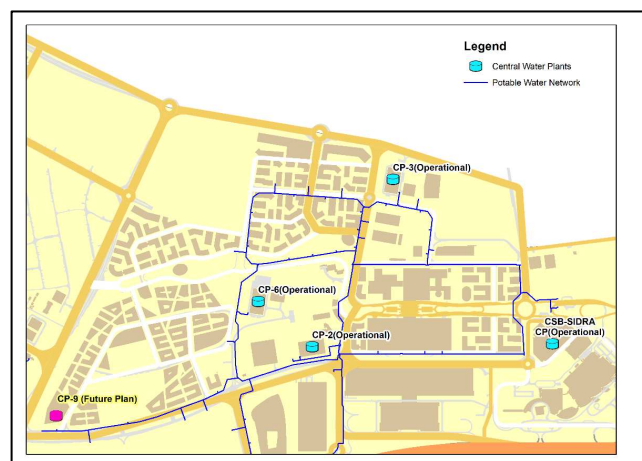 Legend
Central Water Plants
Potable Water Network
CP-3(Operational)
CP-6(Operational)
CP-2(Operational)
CSB-SIDRA
CP(Operational)
CP-9 (Future Plan)